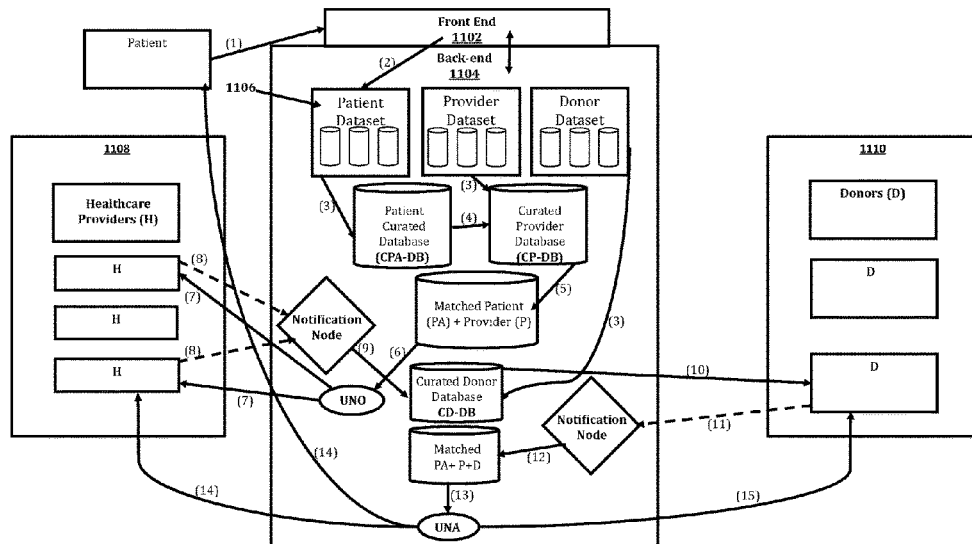 Front End
1102
Patient
(1)
(2)
Back-end
1104
1106
Patient
Dataset
Provider
Dataset
Donor
Dataset
1108
1110
Healthcare
Providers (H)
Donors (D)
(3)
(3)
Patient
Curated
Database
(CPA-DB)
(4)
Curated
Provider
Database
(CP-DB)
(8)
H
(7)
D
(5)
Matched Patient
(PA) + Provider (P)
(3)
Notification
Node
H
(8)
(9)
(6)
(10)
H
D
Curated Donor
Database
CD-DB
UNO
(7)
Notification
Node
(11)
(14)
Matched
PA+ P+D
(12)
(14)
(13)
(15)
UNA